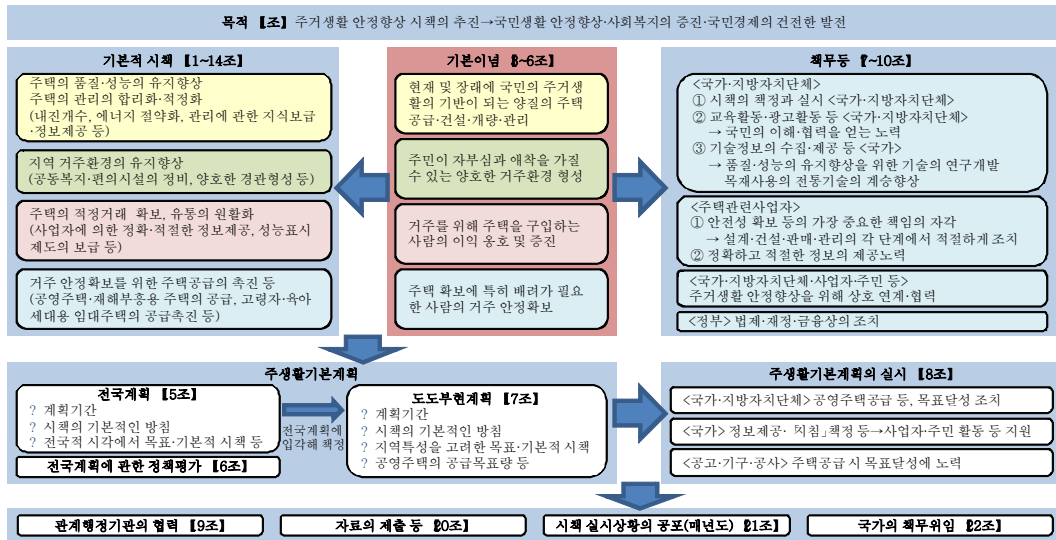 목적 【조】 주거생활 안정향상 시책의 추진→국민생활 안정향상·사회복지의 증진·국민경제의 건전한 발전
기본적 시책 【1~14조】
주택의 품질·성능의 유지향상
주택의 관리의 합리화·적정화
(내진개수, 에너지 절약화, 관리에 관한 지식보급
·정보제공 등)
지역 거주환경의 유지향상
(공동복지·편의시설의 정비, 양호한 경관형성 등)
주택의 적정거래 확보, 유통의 원활화
(사업자에 의한 정확·적절한 정보제공, 성능표시
제도의 보급 등)
거주 안정확보를 위한 주택공급의 촉진 등
(공영주택·재해부흥용 주택의 공급, 고령자·육아
세대용 임대주택의 공급촉진 등)
기본이념 【3~6조】
현재 및 장래에 국민의 주거생
활의 기반이 되는 양질의 주택
공급·건설·개량·관리
주민이 자부심과 애착을 가질
수 있는 양호한 거주환경 형성
거주를 위해 주택을 구입하는
사람의 이익 옹호 및 증진
주택 확보에 특히 배려가 필요
한 사람의 거주 안정확보
책무등 【7~10조】
<국가·지방자치단체>
① 시책의 책정과 실시 <국가·지방자치단체>
② 교육활동·광고활동 등 <국가·지방자치단체>
→ 국민의 이해·협력을 얻는 노력
③ 기술정보의 수집·제공 등 <국가>
→ 품질·성능의 유지향상을 위한 기술의 연구개발
목재사용의 전통기술의 계승향상
<주택관련사업자>
① 안전성 확보 등의 가장 중요한 책임의 자각
→ 설계·건설·판매·관리의 각 단계에서 적절하게 조치
② 정확하고 적절한 정보의 제공노력
<국가·지방자치단체·사업자·주민 등>
주거생활 안정향상을 위해 상호 연계·협력
<정부> 법제·재정·금융상의 조치
주생활기본계획
전국계획 【5조】
? 계획기간
? 시책의 기본적인 방침
? 전국적 시각에서 목표·기본적 시책 등
전국계획에 관한 정책평가 【6조】
전국계획에
입각해 책정
도도부현계획 【7조】
? 계획기간
? 시책의 기본적인 방침
? 지역특성을 고려한 목표·기본적 시책
? 공영주택의 공급목표량 등
주생활기본계획의 실시 【8조】
<국가·지방자치단체> 공영주택공급 등, 목표달성 조치
<국가> 정보제공·「지침」책정 등→사업자·주민 활동 등 지원
<공고·기구·공사> 주택공급 시 목표달성에 노력
관계행정기관의 협력 【9조】
자료의 제출 등 【20조】
시책 실시상황의 공포(매년도) 【21조】
국가의 책무위임 【22조】